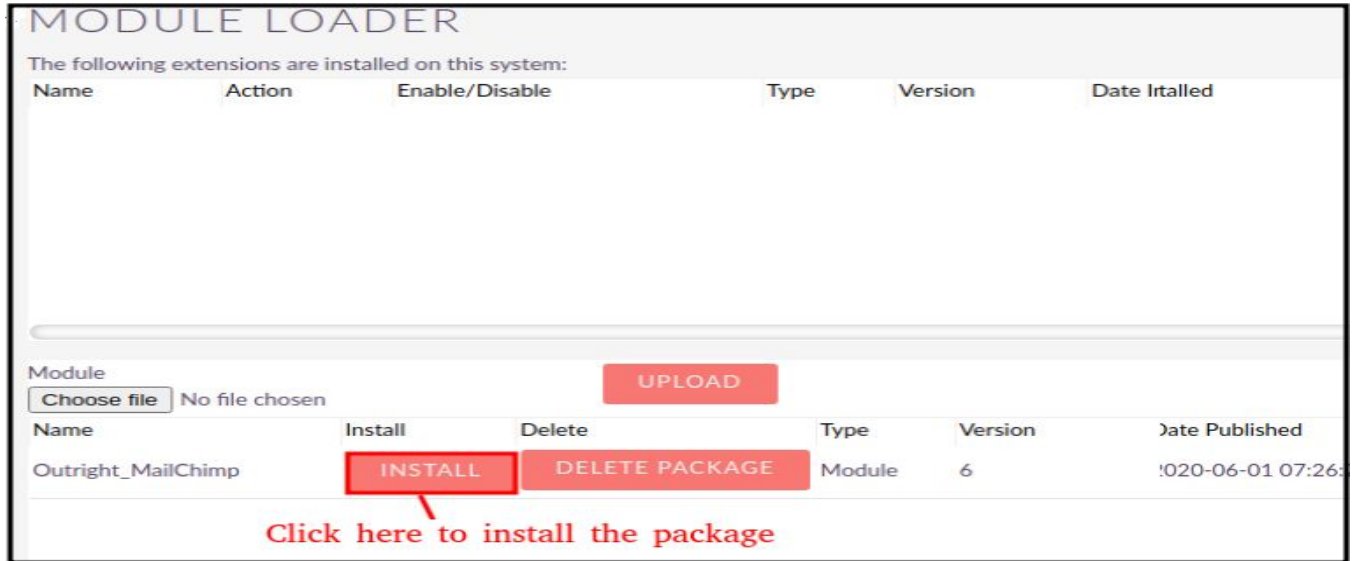 MODULE LOADER
The following extensions are installed on this system:
Name Action Enable/Disable Type Version Date Irtalled
Module
UPLOAD
Choose file No file chosen
Name Install Delete Type Version Date Published
Outright_MailChimp INSTALL DELETE PACKAGE Module 6 2020-06-01 07:26:
Click here to install the package